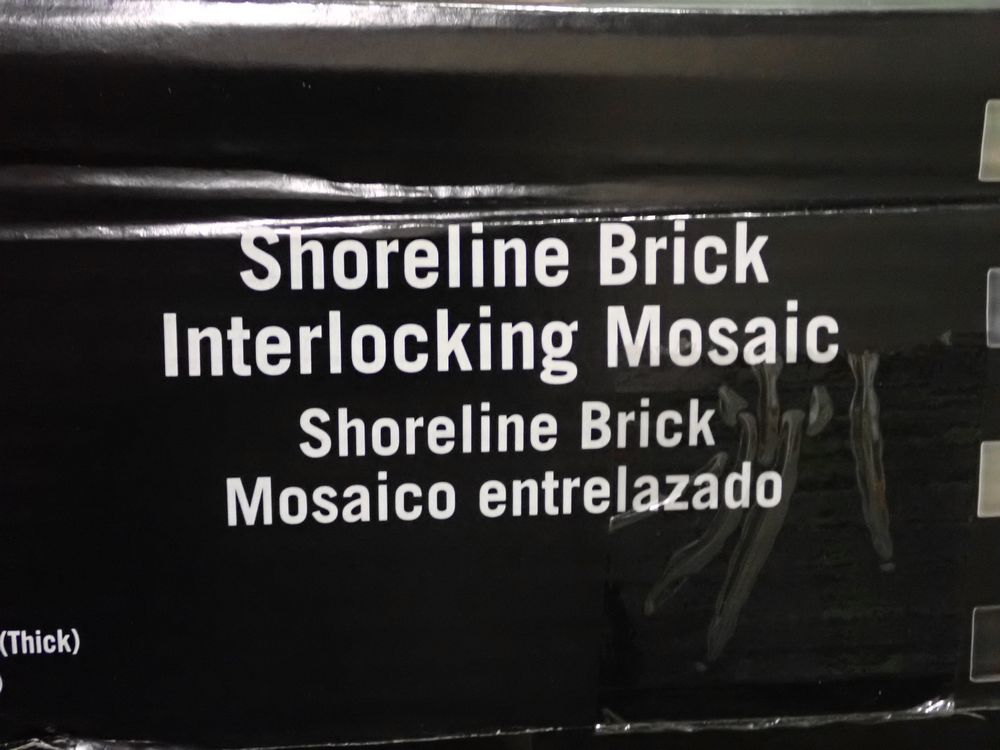 Shoreline Brick
Interlocking Mosaic
Shoreline Brick
Mosaico entrelazado
(Thick)
)